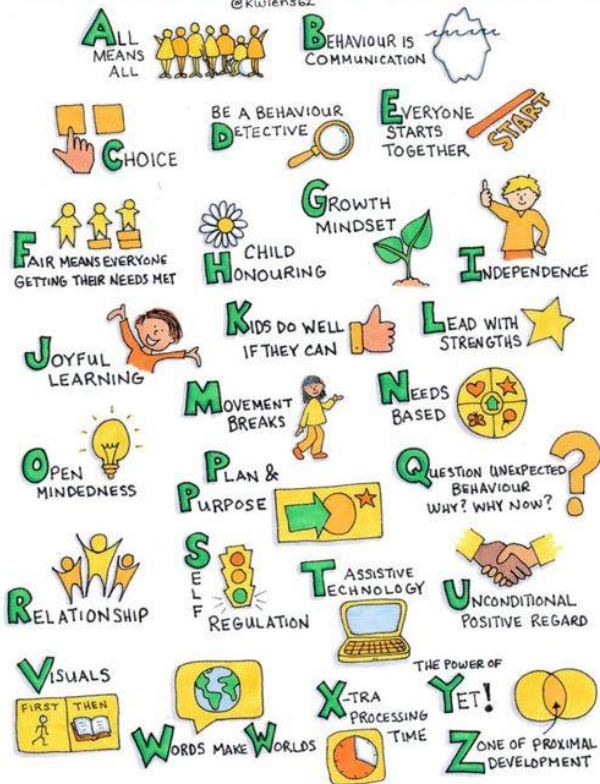 @kwiens62
ALL
MEANS
ALL
BEHAVIOUR IS
COMMUNICATION
CHOICE
BE A BEHAVIOUR
DETECTIVE
EVERYONE
STARTS
TOGETHER
START
FAIR MEANS EVERYONE
GETTING THEIR NEEDS MET
CHILD
HONOURING
GROWTH
MINDSET
INDEPENDENCE
JOYFUL
LEARNING
KIDS DO WELL
IF THEY CAN
LEAD WITH
STRENGTHS
MOVEMENT
BREAKS
NEEDS
BASED
OPEN
MINDEDNESS
PLAN &
PURPOSE
QUESTION UNEXPECTED
BEHAVIOUR
WHY? WHY NOW?
RELATIONSHIP
SELF
REGULATION
ASSISTIVE
TECHNOLOGY
UNCONDITIONAL
POSITIVE REGARD
VISUALS
FIRST THEN
WORDS MAKE WORLDS
X-TRA
PROCESSING
TIME
THE POWER OF
YET!
ZONE OF PROXIMAL
DEVELOPMENT